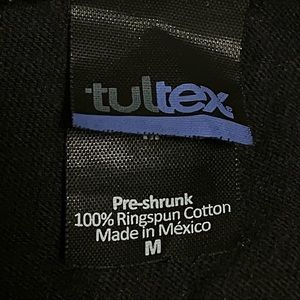 tultex
Pre-shrunk
100% Ringspun Cotton
Made in México
M